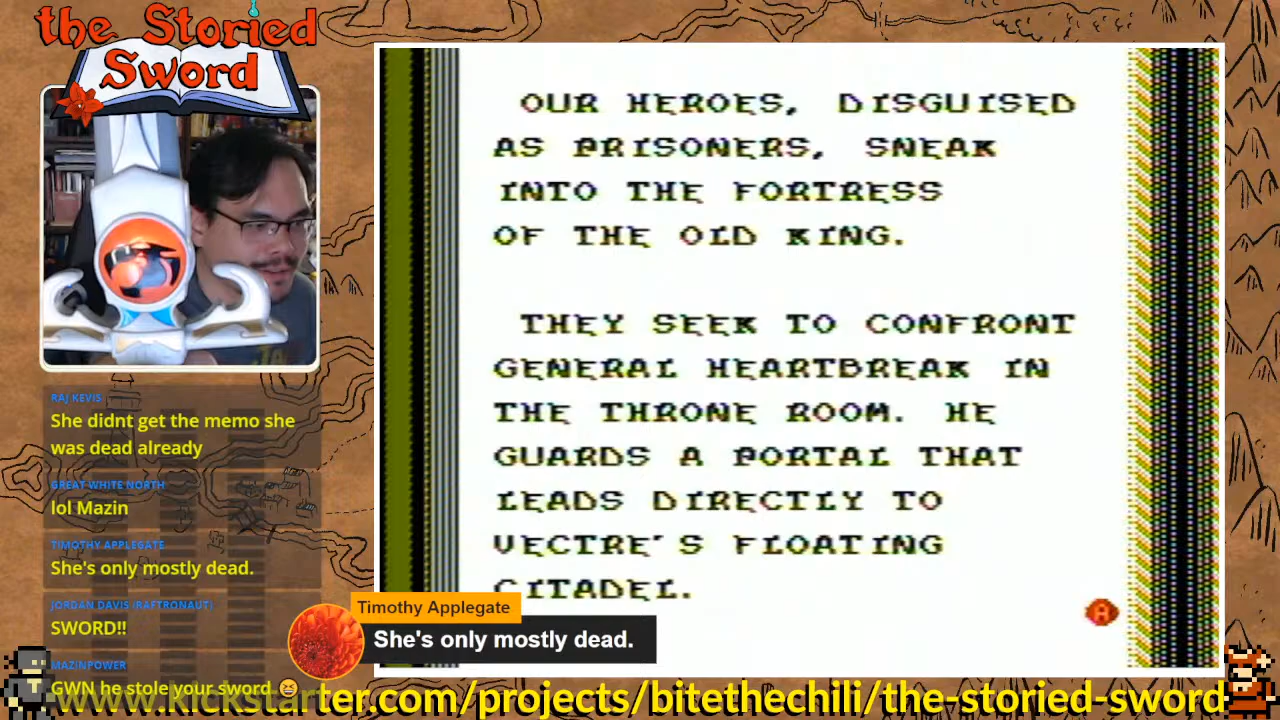 the Storied
Sword
OUR HEROES, DISGUISED
AS PRISONERS, SNEAK
INTO THE FORTRESS
OF THE OLD KING.
THEY SEEK TO CONFRONT
GENERAL HEARTBREAK IN
THE THRONE ROOM. HE
GUARDS A PORTAL THAT
LEADS DIRECTLY TO
VECTRE'S FLOATING
CITADEL.
A
RAJ KEVIS
She didnt get the memo she
was dead already
GREAT WHITE NORTH
lol Mazin
TIMOTHY APPLEGATE
She's only mostly dead.
JORDAN DAVIS (RAFTRONAUT)
SWORD!!
MAZINPOWER
GWN he stole your sword 😆
Timothy Applegate
She's only mostly dead.
www.kickstarter.com/projects/bitethechili/the-storied-sword